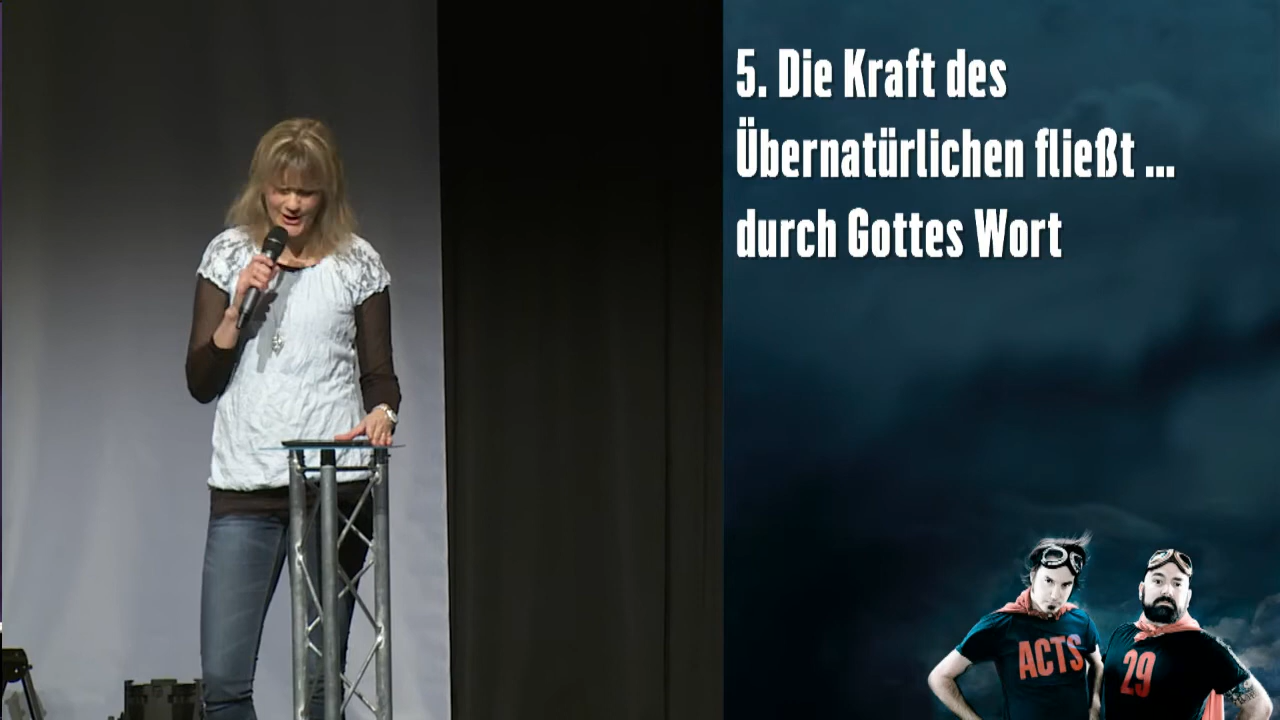 5. Die Kraft des
Übernatürlichen fließt ...
durch Gottes Wort
ACTS
29